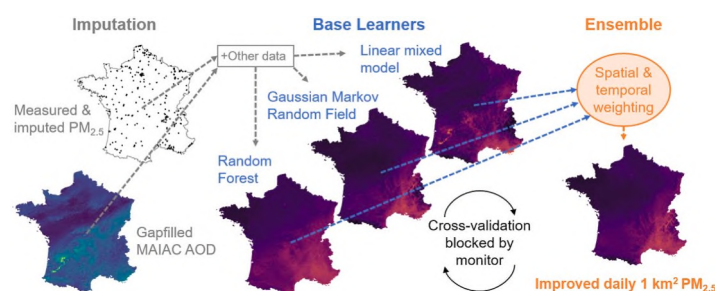 Imputation
Base Learners
Ensemble
+Other data
Linear mixed
model
Measured &
imputed PM2.5
Gaussian Markov
Random Field
Spatial &
temporal
weighting
Random
Forest
Gapfilled
MAIAC AOD
Cross-validation
blocked by
monitor
Improved daily 1 km² PM2.5